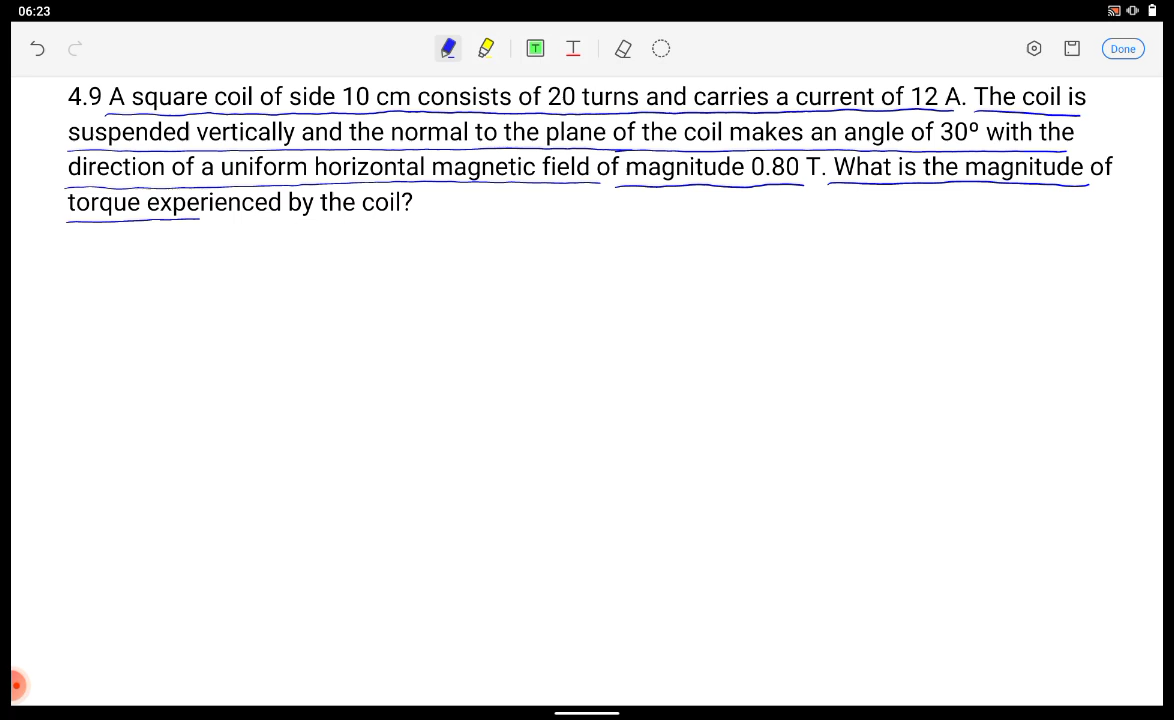 06:23
T T Done
4.9 A square coil of side 10 cm consists of 20 turns and carries a current of 12 A. The coil is
suspended vertically and the normal to the plane of the coil makes an angle of 30º with the
direction of a uniform horizontal magnetic field of magnitude 0.80 T. What is the magnitude of
torque experienced by the coil?